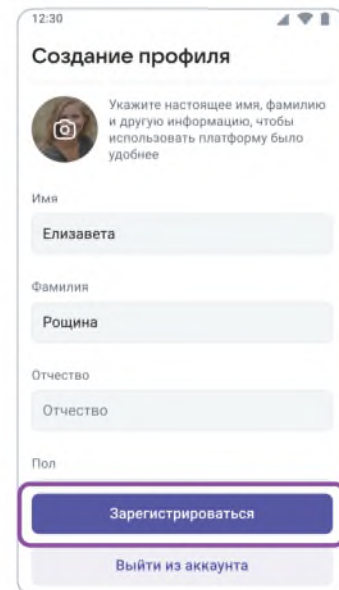 12:30
Создание профиля
Укажите настоящее имя, фамилию
и другую информацию, чтобы
использовать платформу было
удобнее
Имя
Елизавета
Фамилия
Рощина
Отчество
Отчество
Пол
Зарегистрироваться
Выйти из аккаунта